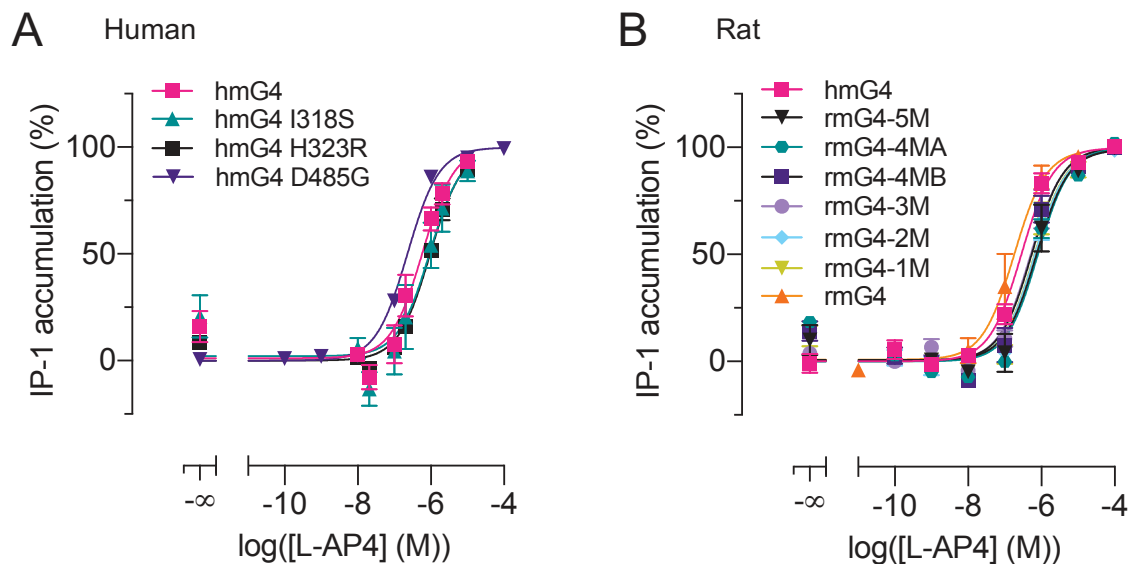 A Human
hmG4
hmG4 I318S
hmG4 H323R
hmG4 D485G
IP-1 accumulation (%)
100
50
0
-∞ -10 -8 -6 -4
log([L-AP4] (M))
B Rat
hmG4
rmG4-5M
rmG4-4MA
rmG4-4MB
rmG4-3M
rmG4-2M
rmG4-1M
rmG4
IP-1 accumulation (%)
100
50
0
-∞ -10 -8 -6 -4
log([L-AP4] (M))